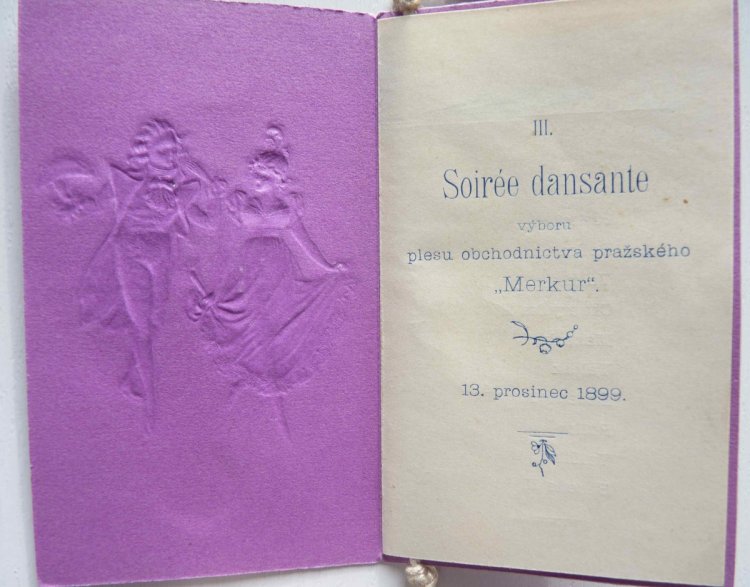 III.
Soirée dansante
výboru
plesu obchodnictva pražského
„Merkur“.
13. prosinec 1899.